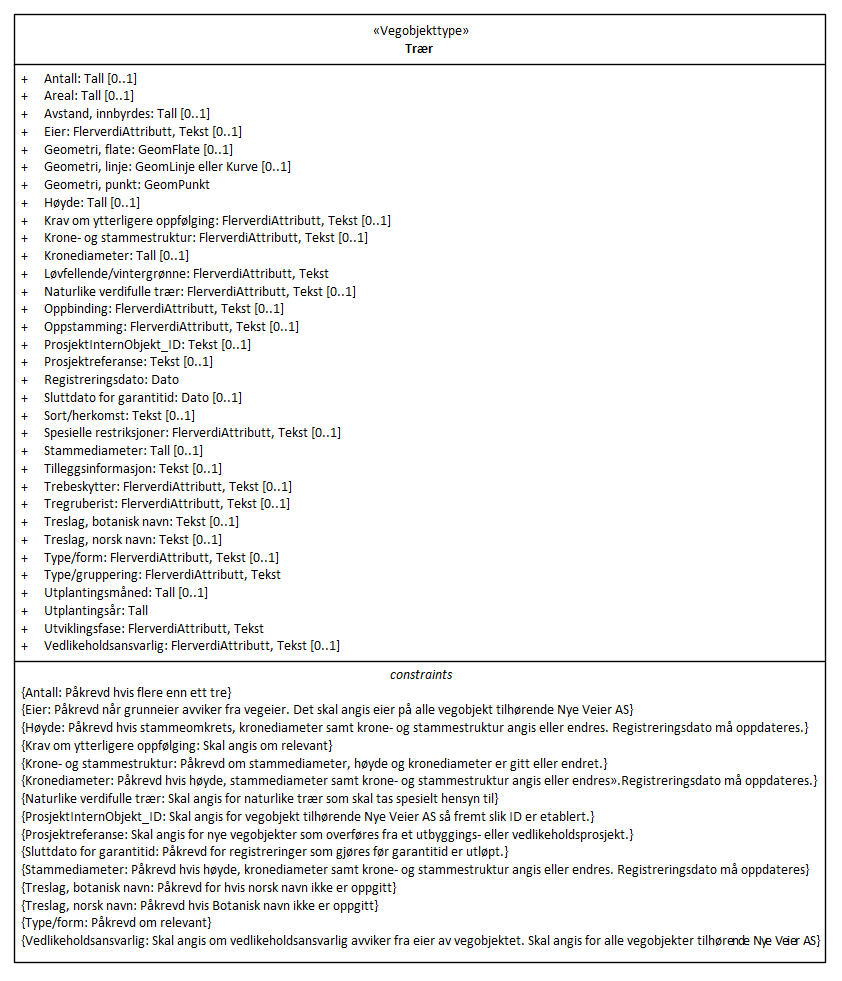 «Vegobjekttype»
Trær
+ Antall: Tall [0..1]
+ Areal: Tall [0..1]
+ Avstand, innbyrdes: Tall [0..1]
+ Eier: FlerverdiAttributt, Tekst [0..1]
+ Geometri, flate: GeomFlate [0..1]
+ Geometri, linje: GeomLinje eller Kurve [0..1]
+ Geometri, punkt: GeomPunkt
+ Høyde: Tall [0..1]
+ Krav om ytterligere oppfølging: FlerverdiAttributt, Tekst [0..1]
+ Krone- og stammestruktur: FlerverdiAttributt, Tekst [0..1]
+ Kronediameter: Tall [0..1]
+ Løvfellende/vintergrønne: FlerverdiAttributt, Tekst
+ Naturlike verdifulle trær: FlerverdiAttributt, Tekst [0..1]
+ Oppbinding: FlerverdiAttributt, Tekst [0..1]
+ Oppstamming: FlerverdiAttributt, Tekst [0..1]
+ ProsjektInternObjekt_ID: Tekst [0..1]
+ Prosjektreferanse: Tekst [0..1]
+ Registreringsdato: Dato
+ Sluttdato for garantitid: Dato [0..1]
+ Sort/herkomst: Tekst [0..1]
+ Spesielle restriksjoner: FlerverdiAttributt, Tekst [0..1]
+ Stammediameter: Tall [0..1]
+ Tilleggsinformasjon: Tekst [0..1]
+ Trebeskytter: FlerverdiAttributt, Tekst [0..1]
+ Tregruberist: FlerverdiAttributt, Tekst [0..1]
+ Treslag, botanisk navn: Tekst [0..1]
+ Treslag, norsk navn: Tekst [0..1]
+ Type/form: FlerverdiAttributt, Tekst [0..1]
+ Type/gruppering: FlerverdiAttributt, Tekst
+ Utplantingsmåned: Tall [0..1]
+ Utplantingsår: Tall
+ Utviklingsfase: FlerverdiAttributt, Tekst
+ Vedlikeholdsansvarlig: FlerverdiAttributt, Tekst [0..1]
constraints
{Antall: Påkrevd hvis flere enn ett tre}
{Eier: Påkrevd når grunneier avviker fra vegeier. Det skal angis eier på alle vegobjekt tilhørende Nye Veier AS}
{Høyde: Påkrevd hvis stammeomkrets, kronediameter samt krone- og stammestruktur angis eller endres. Registreringsdato må oppdateres.}
{Krav om ytterligere oppfølging: Skal angis om relevant}
{Krone- og stammestruktur: Påkrevd om stammediameter, høyde og kronediameter er gitt eller endret.}
{Kronediameter: Påkrevd hvis høyde, stammediameter samt krone- og stammestruktur angis eller endres».Registreringsdato må oppdateres.}
{Naturlike verdifulle trær: Skal angis for naturlike trær som skal tas spesielt hensyn til}
{ProsjektInternObjekt_ID: Skal angis for vegobjekt tilhørende Nye Veier AS så fremt slik ID er etablert.}
{Prosjektreferanse: Skal angis for nye vegobjekter som overføres fra et utbyggings- eller vedlikeholdsprosjekt.}
{Sluttdato for garantitid: Påkrevd for registreringer som gjøres før garantitid er utløpt.}
{Stammediameter: Påkrevd hvis høyde, kronediameter samt krone- og stammestruktur angis eller endres. Registreringsdato må oppdateres}
{Treslag, botanisk navn: Påkrevd for hvis norsk navn ikke er oppgitt}
{Treslag, norsk navn: Påkrevd hvis Botanisk navn ikke er oppgitt}
{Type/form: Påkrevd om relevant}
{Vedlikeholdsansvarlig: Skal angis om vedlikeholdsansvarlig avviker fra eier av vegobjektet. Skal angis for alle vegobjekter tilhørende Nye Veier AS}